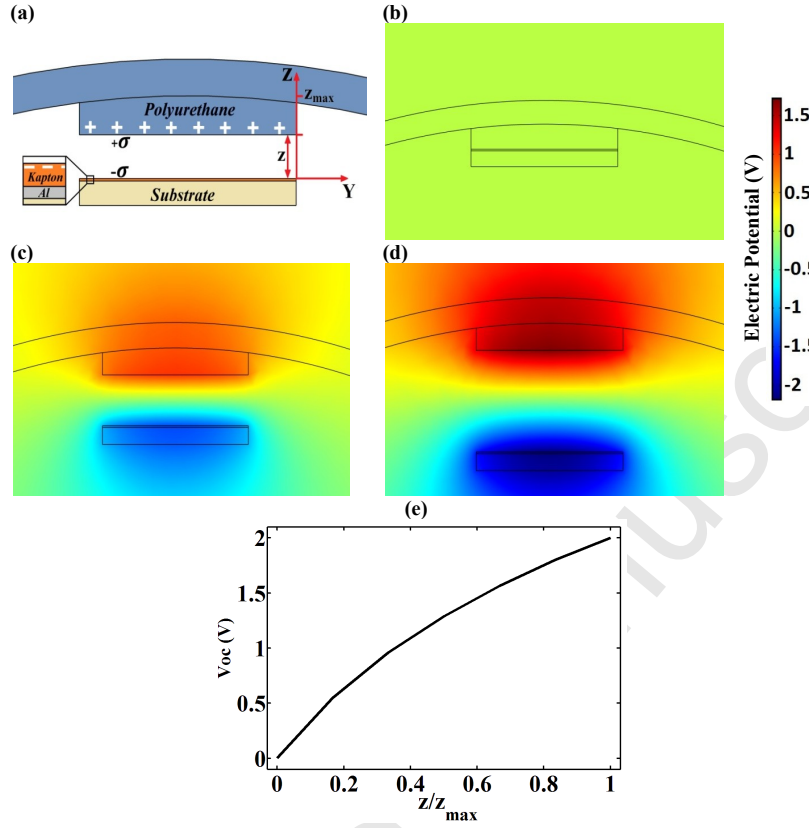 (a)
Z
z_max
Polyurethane
+ + + + + + + +
+σ
z
-σ
Kapton
Al
Substrate
Y
(b)
Electric Potential (V)
1.5
1
0.5
0
-0.5
-1
-1.5
-2
(c)
(d)
(e)
Voc (V)
2
1.5
1
0.5
0
0 0.2 0.4 0.6 0.8 1
z/z_max